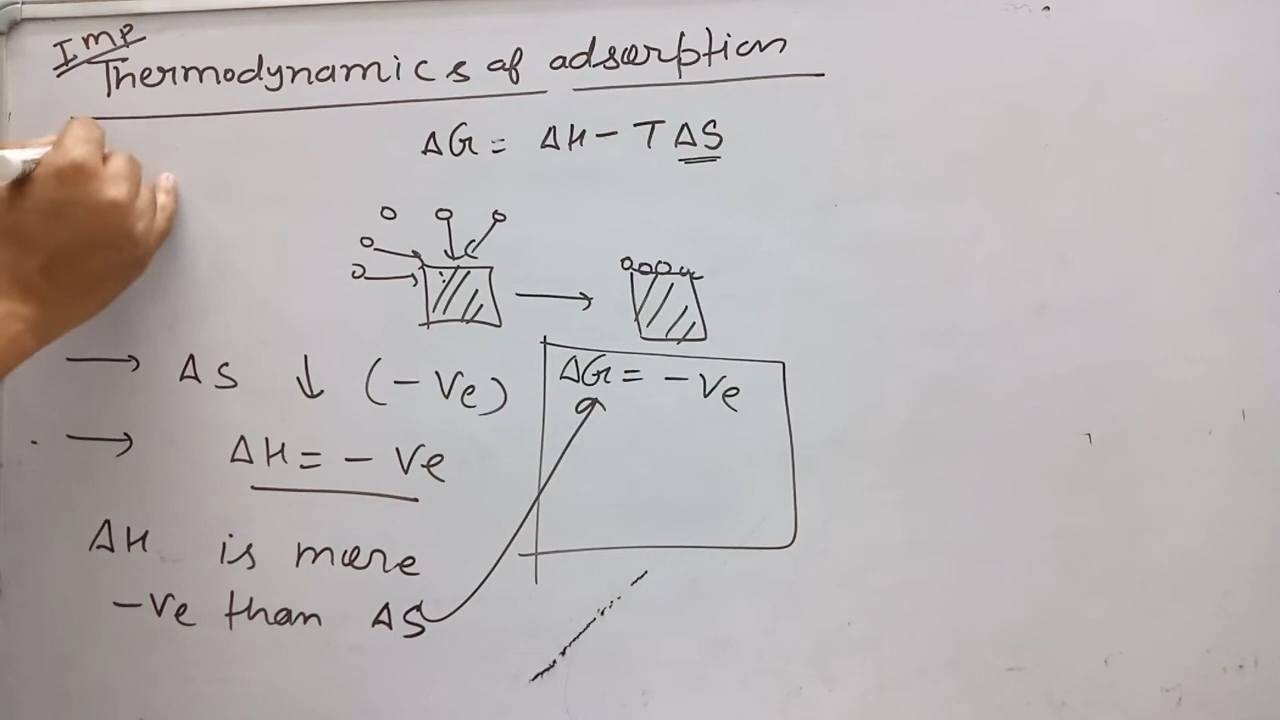 Imp
Thermodynamics of adsorption
ΔG = ΔH - TΔS
ΔS ↓ (-Ve)
ΔG = -Ve
ΔH = - Ve
ΔH is more
-Ve than ΔS